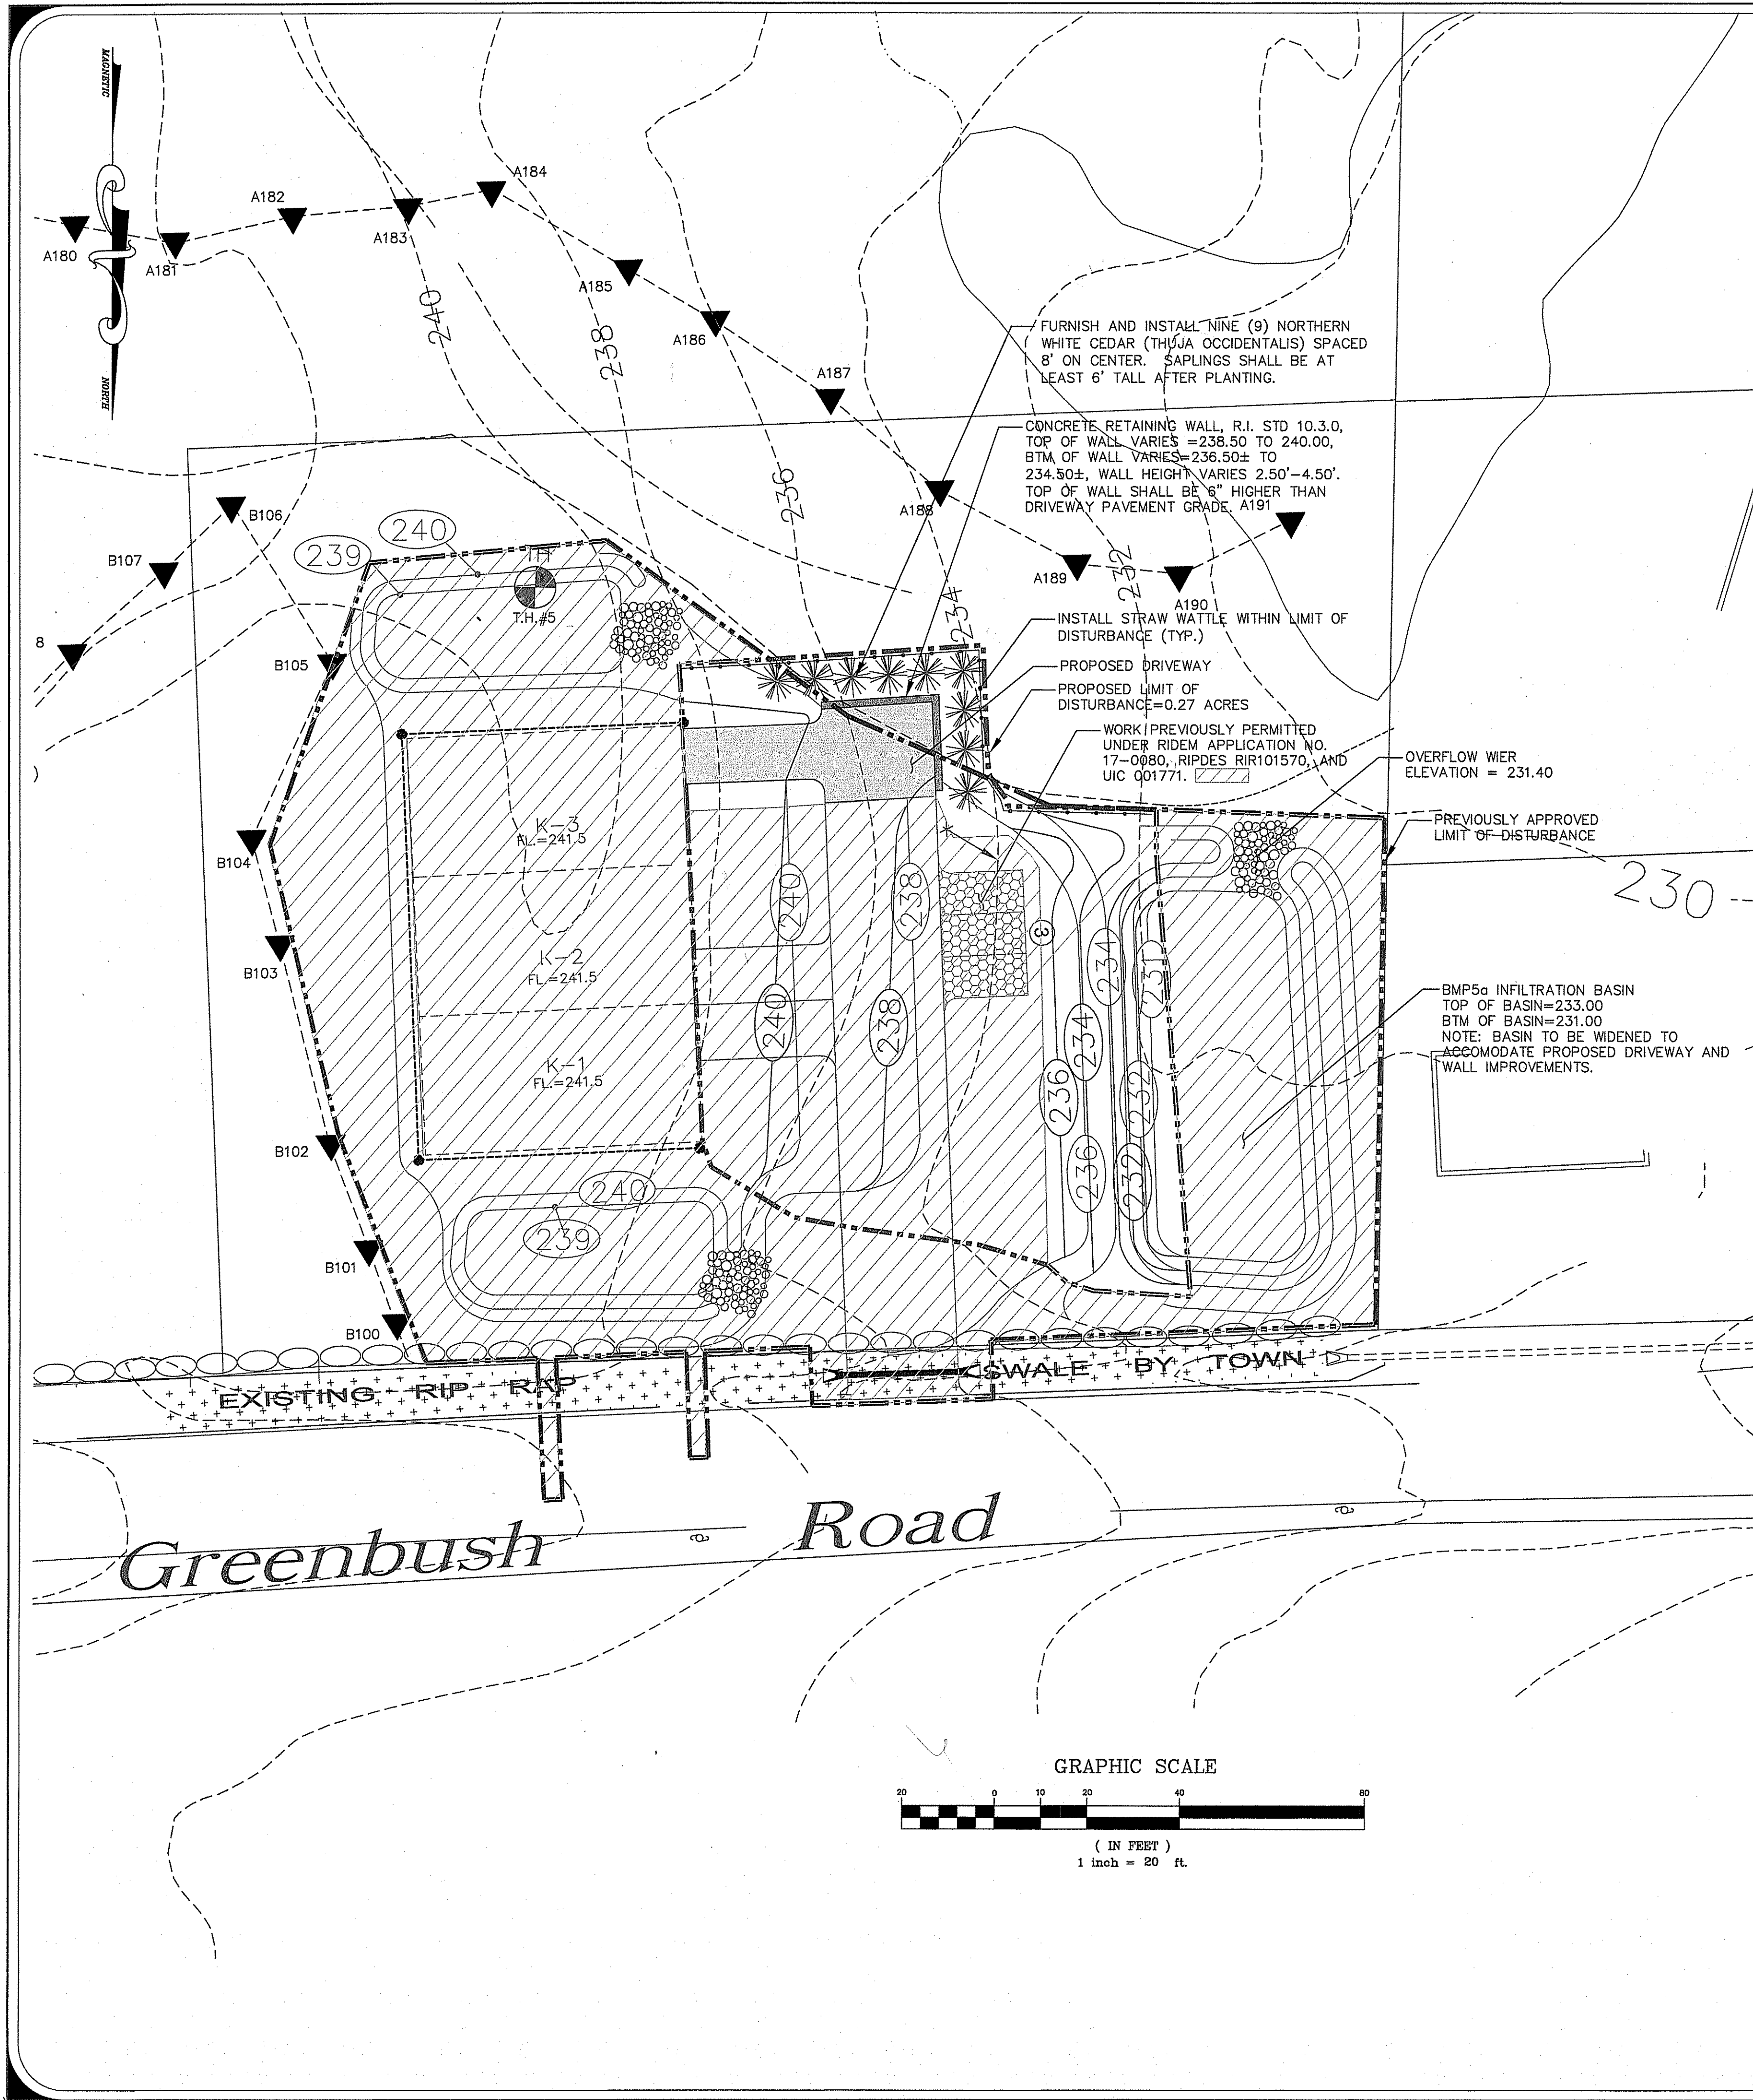 MAGNETIC
NORTH
A180
A181
A182
A183
A184
A185
A186
A187
A188
A189
A190
A191
240
238
236
234
232
230
FURNISH AND INSTALL NINE (9) NORTHERN
WHITE CEDAR (THUJA OCCIDENTALIS) SPACED
8' ON CENTER. SAPLINGS SHALL BE AT
LEAST 6' TALL AFTER PLANTING.
CONCRETE RETAINING WALL, R.I. STD 10.3.0,
TOP OF WALL VARIES =238.50 TO 240.00,
BTM OF WALL VARIES=236.50± TO
234.50±, WALL HEIGHT VARIES 2.50'-4.50'.
TOP OF WALL SHALL BE 6" HIGHER THAN
DRIVEWAY PAVEMENT GRADE.
INSTALL STRAW WATTLE WITHIN LIMIT OF
DISTURBANCE (TYP.)
PROPOSED DRIVEWAY
PROPOSED LIMIT OF
DISTURBANCE=0.27 ACRES
WORK PREVIOUSLY PERMITTED
UNDER RIDEM APPLICATION NO.
17-0080, RIPDES RIR101570, AND
UIC 001771.
OVERFLOW WIER
ELEVATION = 231.40
PREVIOUSLY APPROVED
LIMIT OF DISTURBANCE
BMP5a INFILTRATION BASIN
TOP OF BASIN=233.00
BTM OF BASIN=231.00
NOTE: BASIN TO BE WIDENED TO
ACCOMODATE PROPOSED DRIVEWAY AND
WALL IMPROVEMENTS.
B107
B106
8
B105
B104
B103
B102
B101
B100
239
240
TH
T.H.#5
K-3
FL.=241.5
K-2
FL.=241.5
K-1
FL.=241.5
240
238
240
238
3
234
231
234
232
236
236
232
240
239
EXISTING RIP RAP
SWALE BY TOWN
Greenbush Road
GRAPHIC SCALE
20 0 10 20 40 80
( IN FEET )
1 inch = 20 ft.